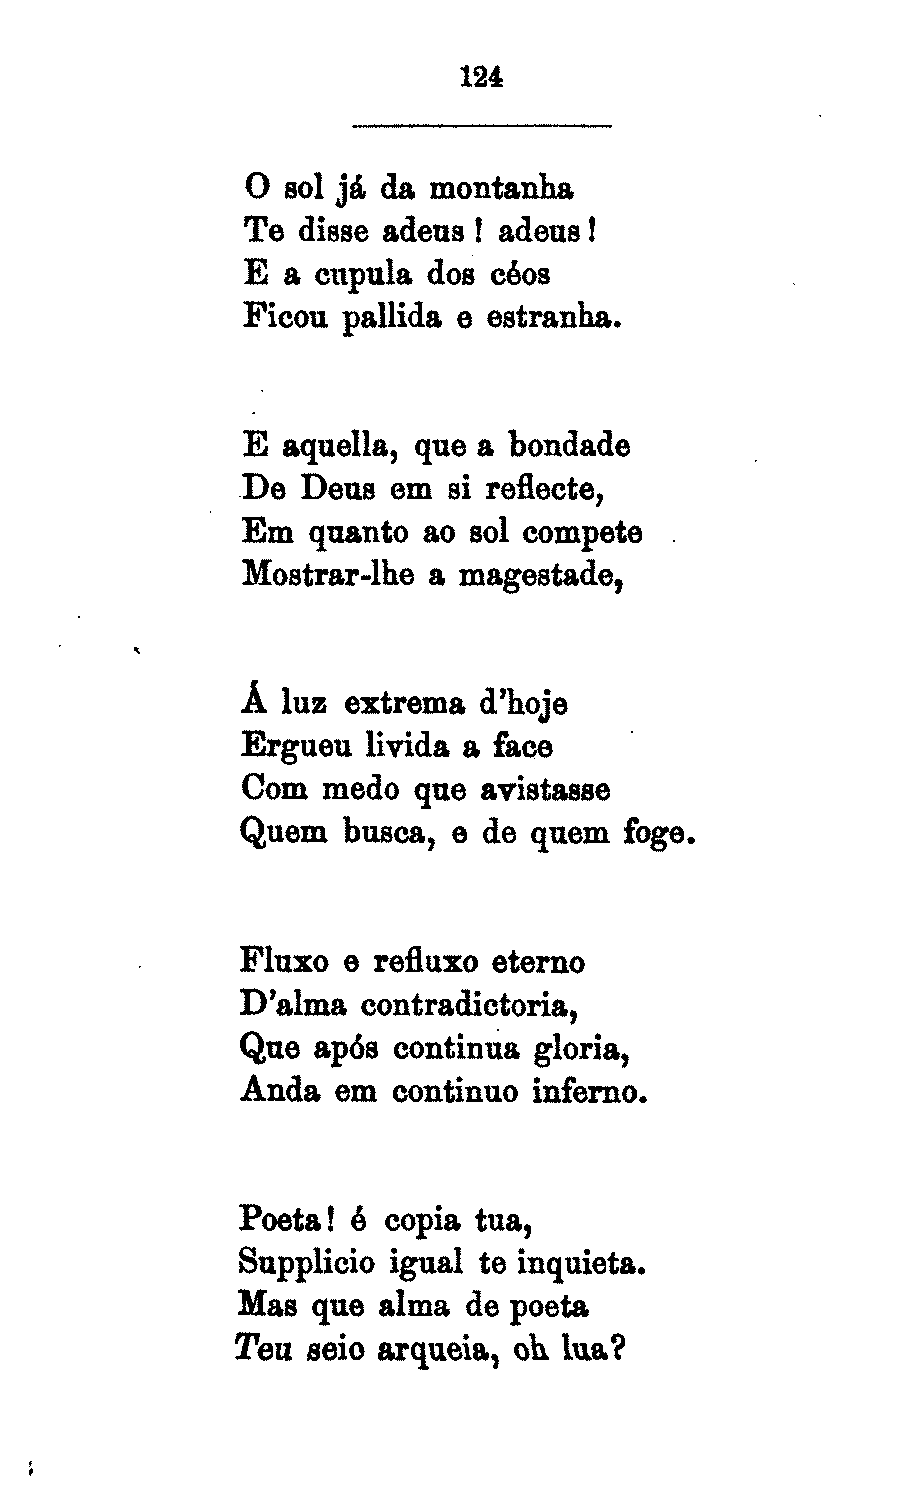 124
O sol já da montanha
Te disse adeus! adeus!
E a cupula dos céos
Ficou pallida e estranha.
E aquella, que a bondade
De Deus em si reflecte,
Em quanto ao sol compete
Mostrar-lhe a magestade,
Á luz extrema d'hoje
Ergueu livida a face
Com medo que avistasse
Quem busca, e de quem foge.
Fluxo e refluxo eterno
D'alma contradictoria,
Que após continua gloria,
Anda em continuo inferno.
Poeta! é copia tua,
Supplicio igual te inquieta.
Mas que alma de poeta
Teu seio arqueia, oh lua?